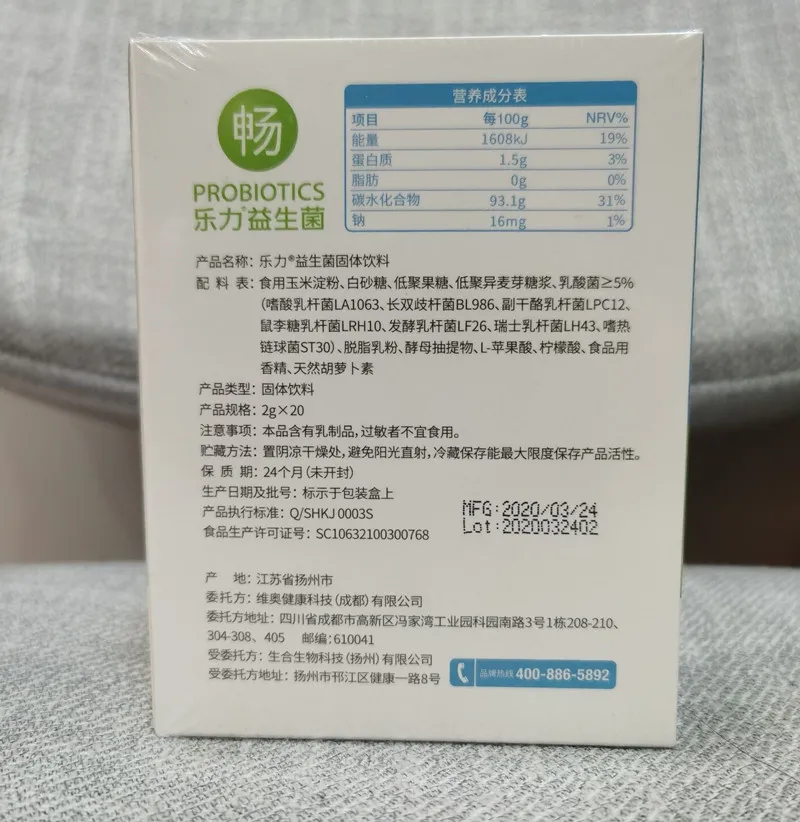 畅
PROBIOTICS
乐力®益生菌
营养成分表
项目 每100g NRV%
能量 1608kJ 19%
蛋白质 1.5g 3%
脂肪 0g 0%
碳水化合物 93.1g 31%
钠 16mg 1%
产品名称：乐力®益生菌固体饮料
配 料 表：食用玉米淀粉、白砂糖、低聚果糖、低聚异麦芽糖浆、乳酸菌≥5%
（嗜酸乳杆菌LA1063、长双歧杆菌BL986、副干酪乳杆菌LPC12、
鼠李糖乳杆菌LRH10、发酵乳杆菌LF26、瑞士乳杆菌LH43、嗜热
链球菌ST30）、脱脂乳粉、酵母抽提物、L-苹果酸、柠檬酸、食品用
香精、天然胡萝卜素
产品类型：固体饮料
产品规格：2g×20
注意事项：本品含有乳制品，过敏者不宜食用。
贮藏方法：置阴凉干燥处，避免阳光直射，冷藏保存能最大限度保存产品活性。
保 质 期：24个月（未开封）
生产日期及批号：标示于包装盒上
产品执行标准：Q/SHKJ 0003S
食品生产许可证号：SC10632100300768
MFG:2020/03/24
Lot:2020032402
产 地：江苏省扬州市
委托方：维奥健康科技（成都）有限公司
委托方地址：四川省成都市高新区冯家湾工业园科园南路3号1栋208-210、
304-308、405 邮编：610041
受委托方：生合生物科技（扬州）有限公司
受委托方地址：扬州市邗江区健康一路8号
品牌热线 400-886-5892